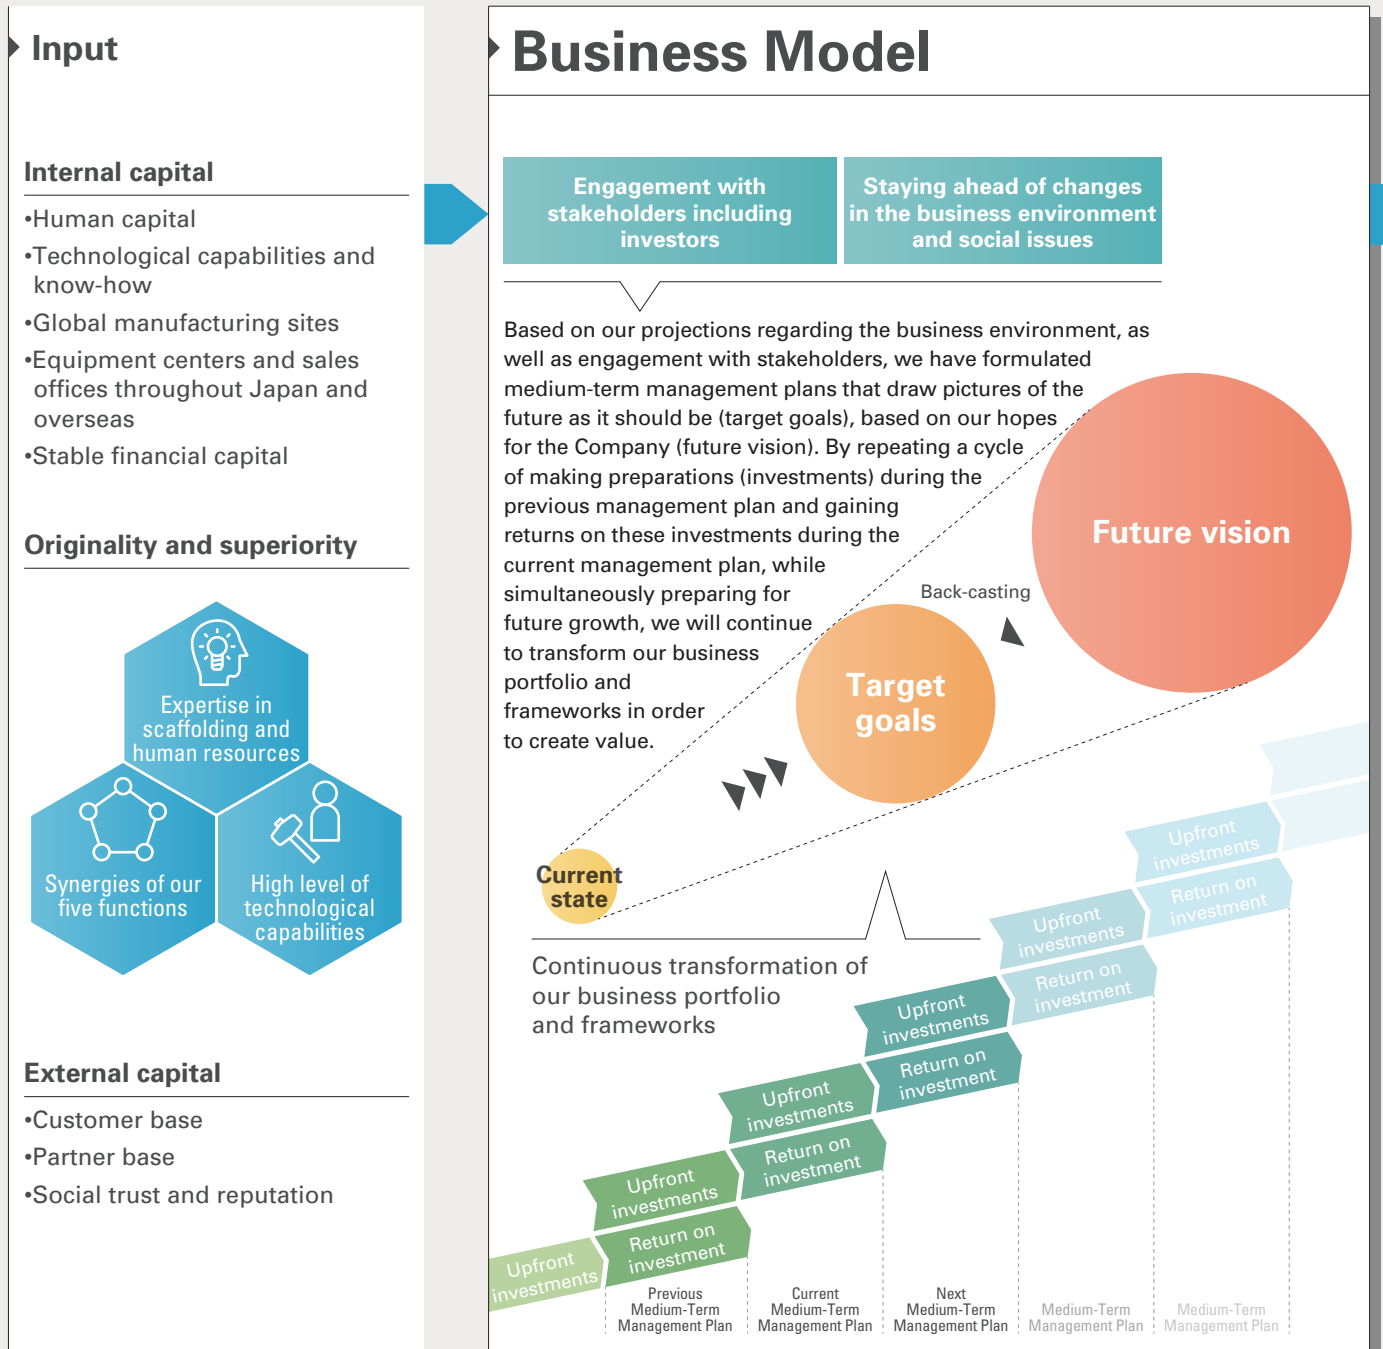 Input
Internal capital
•Human capital
•Technological capabilities and
know-how
•Global manufacturing sites
•Equipment centers and sales
offices throughout Japan and
overseas
•Stable financial capital
Originality and superiority
Expertise in
scaffolding and
human resources
Synergies of our
five functions
High level of
technological
capabilities
External capital
•Customer base
•Partner base
•Social trust and reputation
Business Model
Engagement with
stakeholders including
investors
Staying ahead of changes
in the business environment
and social issues
Based on our projections regarding the business environment, as
well as engagement with stakeholders, we have formulated
medium-term management plans that draw pictures of the
future as it should be (target goals), based on our hopes
for the Company (future vision). By repeating a cycle
of making preparations (investments) during the
previous management plan and gaining
returns on these investments during the
current management plan, while
simultaneously preparing for
future growth, we will continue
to transform our business
portfolio and
frameworks in order
to create value.
Future vision
Back-casting
Target
goals
Current
state
Continuous transformation of
our business portfolio
and frameworks
Upfront
investments
Upfront
investments
Return on
investment
Upfront
investments
Return on
investment
Upfront
investments
Return on
investment
Upfront
investments
Return on
investment
Upfront
investments
Return on
investment
Previous
Medium-Term
Management Plan
Current
Medium-Term
Management Plan
Next
Medium-Term
Management Plan
Medium-Term
Management Plan
Medium-Term
Management Plan